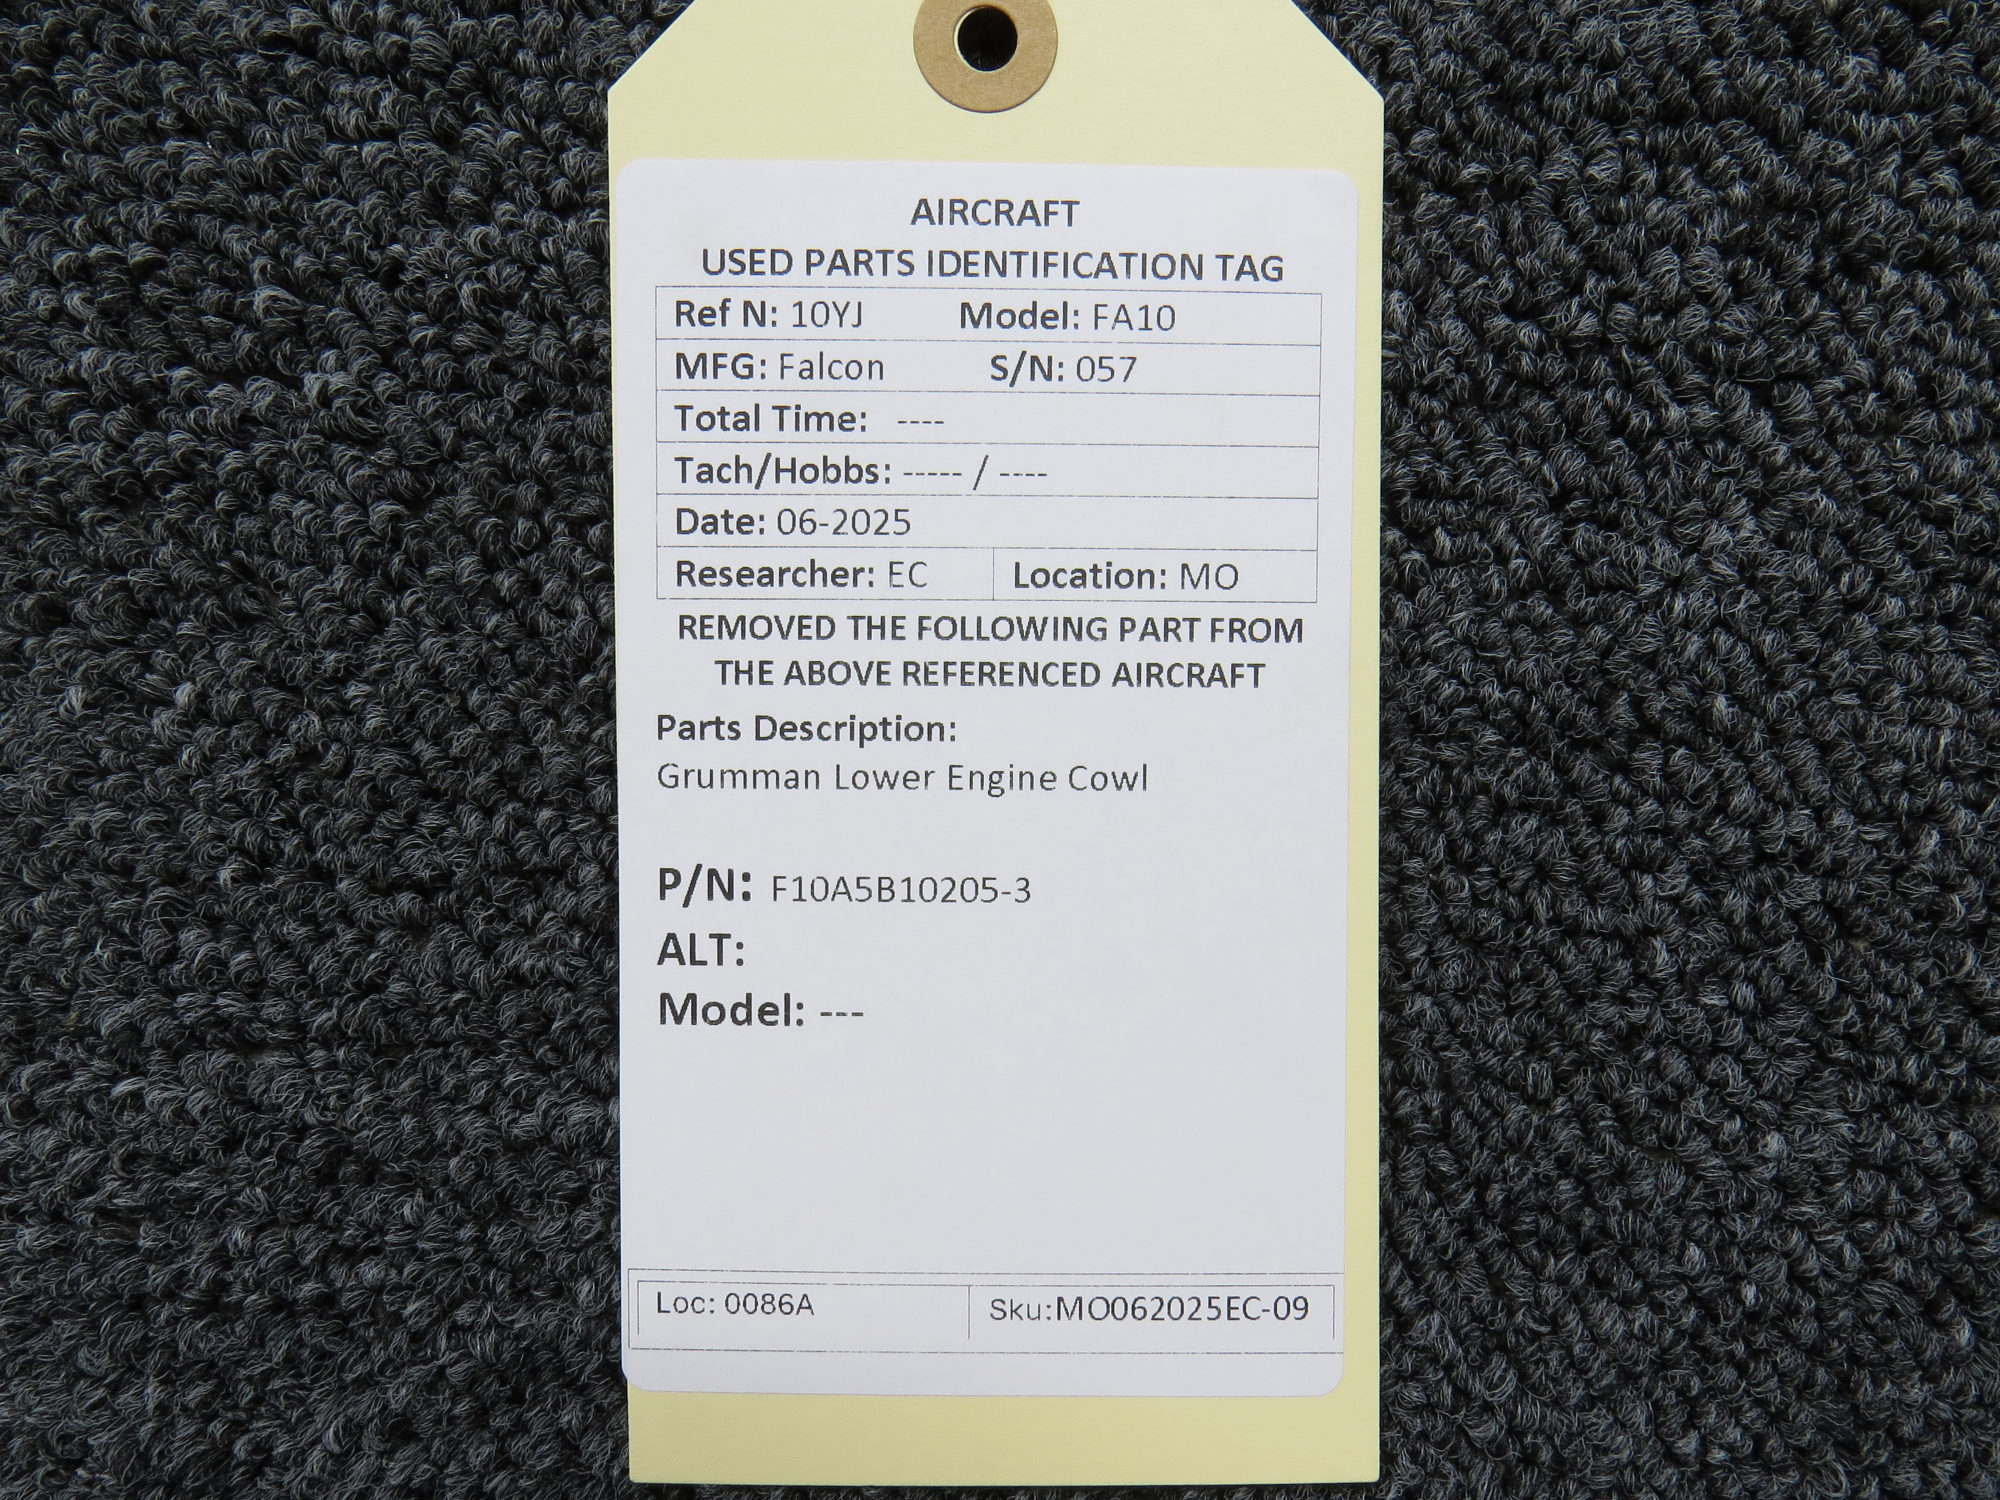 AIRCRAFT
USED PARTS IDENTIFICATION TAG
Ref N: 10YJ Model: FA10
MFG: Falcon S/N: 057
Total Time: ----
Tach/Hobbs: ----- / ----
Date: 06-2025
Researcher: EC Location: MO
REMOVED THE FOLLOWING PART FROM
THE ABOVE REFERENCED AIRCRAFT
Parts Description:
Grumman Lower Engine Cowl
P/N: F10A5B10205-3
ALT:
Model: ---
Loc: 0086A Sku:MO062025EC-09